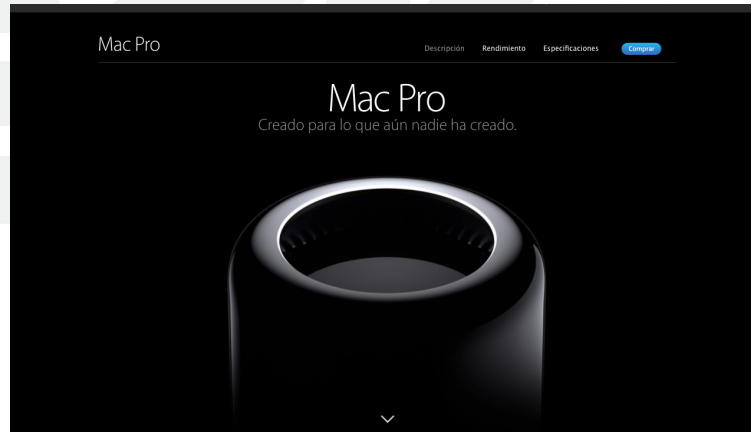 Mac Pro
Descripción Rendimiento Especificaciones Comprar
Mac Pro
Creado para lo que aún nadie ha creado.